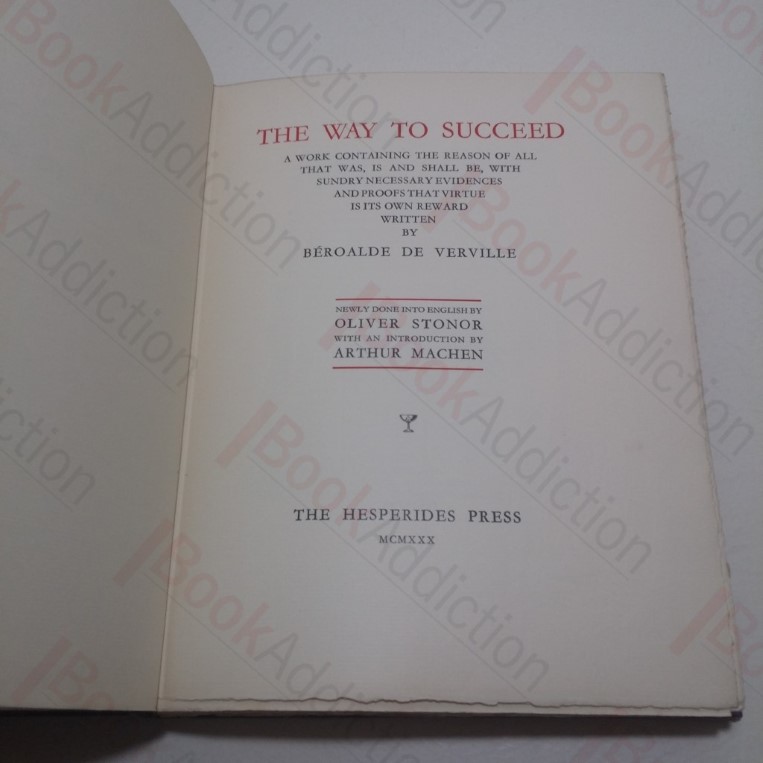 THE WAY TO SUCCEED
A WORK CONTAINING THE REASON OF ALL
THAT WAS, IS AND SHALL BE, WITH
SUNDRY NECESSARY EVIDENCES
AND PROOFS THAT VIRTUE
IS ITS OWN REWARD
WRITTEN
BY
BÉROALDE DE VERVILLE
NEWLY DONE INTO ENGLISH BY
OLIVER STONOR
WITH AN INTRODUCTION BY
ARTHUR MACHEN
THE HESPERIDES PRESS
MCMXXX
BookAddiction